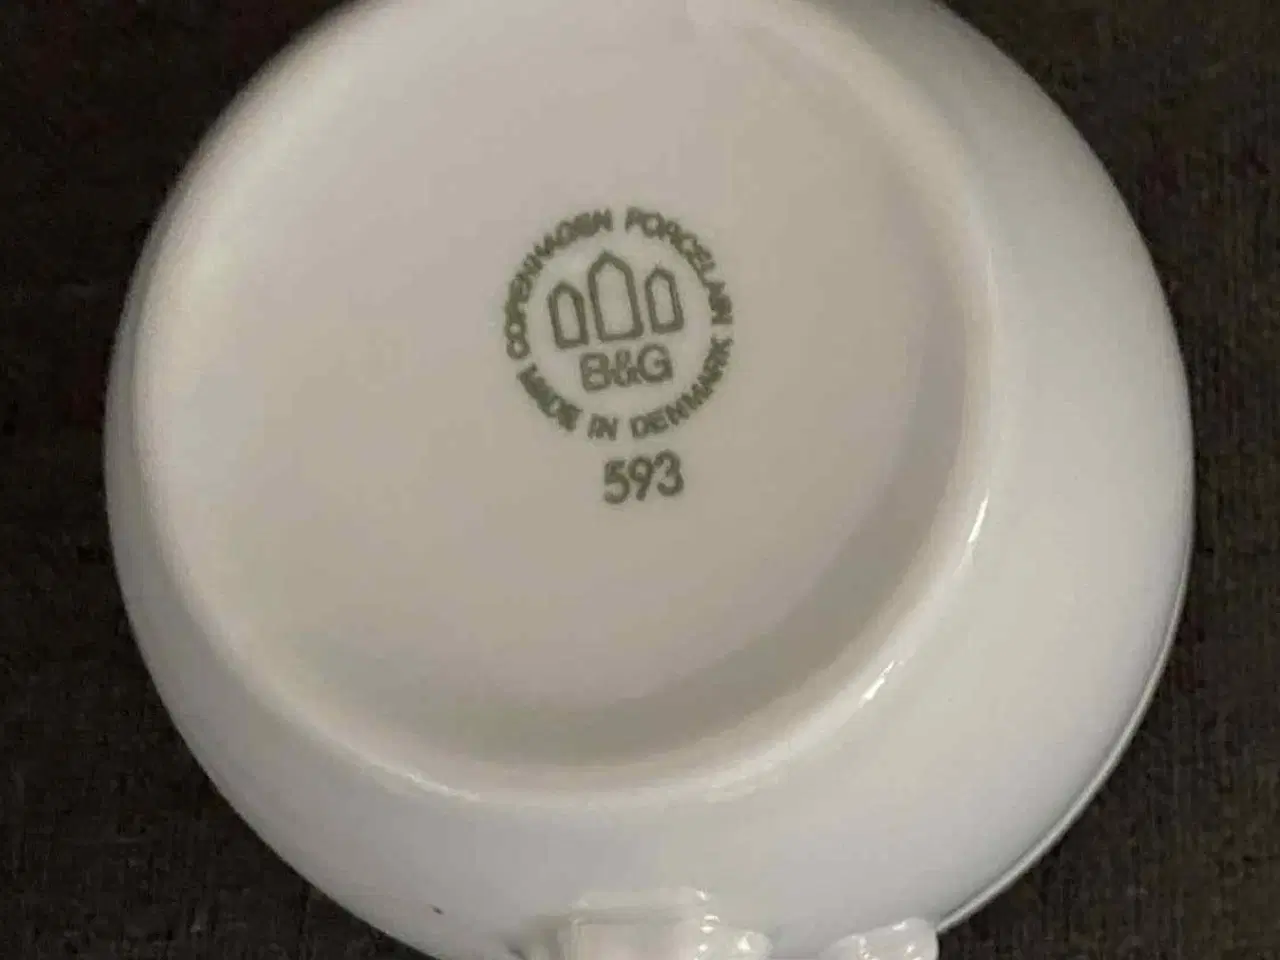 COPENHAGEN PORCELAIN
B&G
MADE IN DENMARK
593